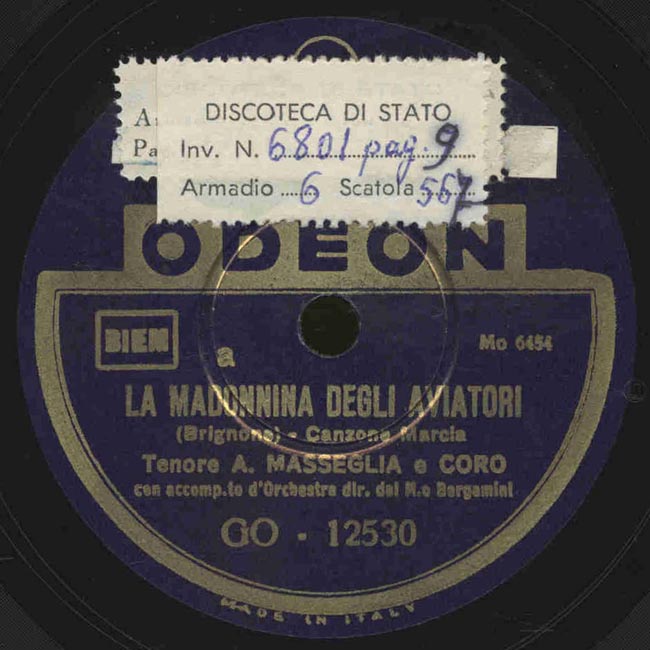 DISCOTECA DI STATO
Inv. N. 6801 pag. 9
Armadio 6 Scatola 567
ODEON
BIEM
a
Mo 6454
LA MADONNINA DEGLI AVIATORI
(Brignone) - Canzone Marcia
Tenore A. MASSEGLIA e CORO
con accomp.to d'Orchestra dir. dal M.o Bergamini
GO - 12530
MADE IN ITALY